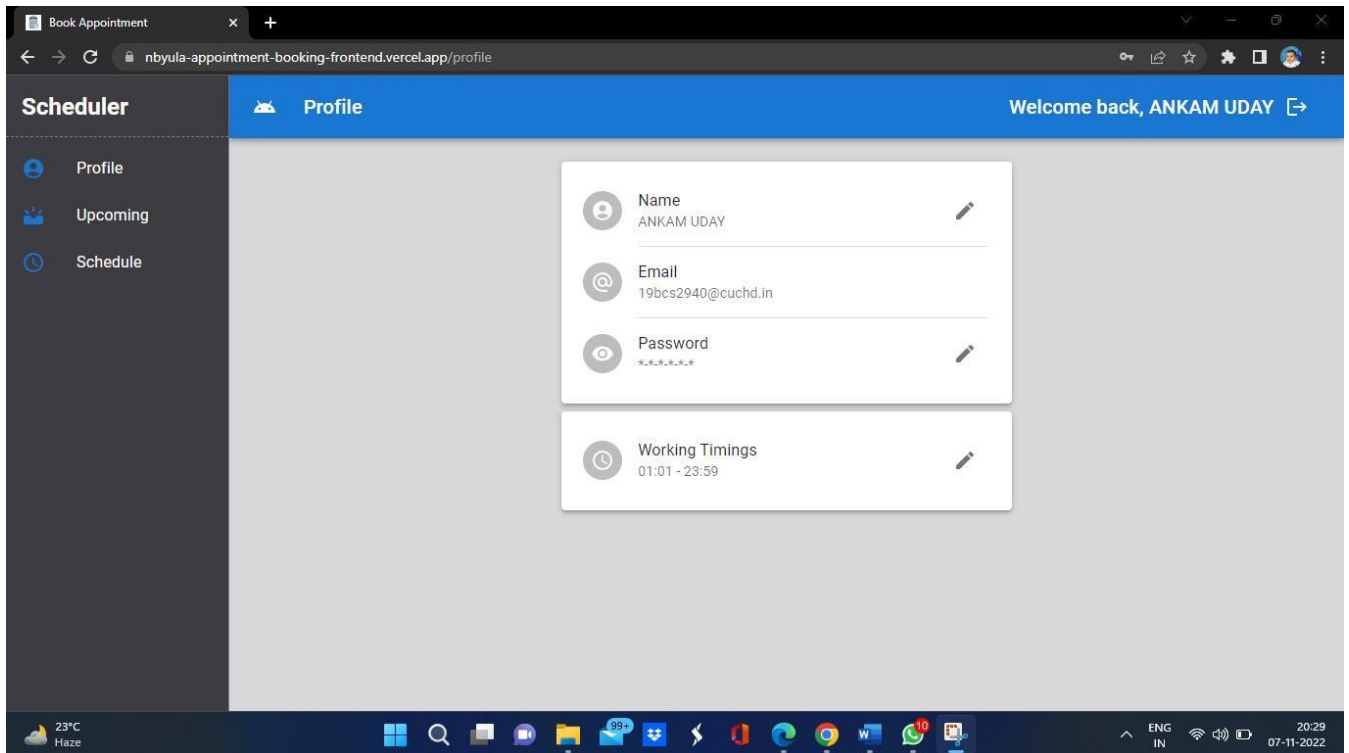 Book Appointment
nbyula-appointment-booking-frontend.vercel.app/profile
Scheduler
Profile
Welcome back, ANKAM UDAY
Profile
Upcoming
Schedule
Name
ANKAM UDAY
Email
19bcs2940@cuchd.in
Password
*-*-*-*-*-*
Working Timings
01:01 - 23:59
23°C
Haze
99+
10
ENG
IN
20:29
07-11-2022